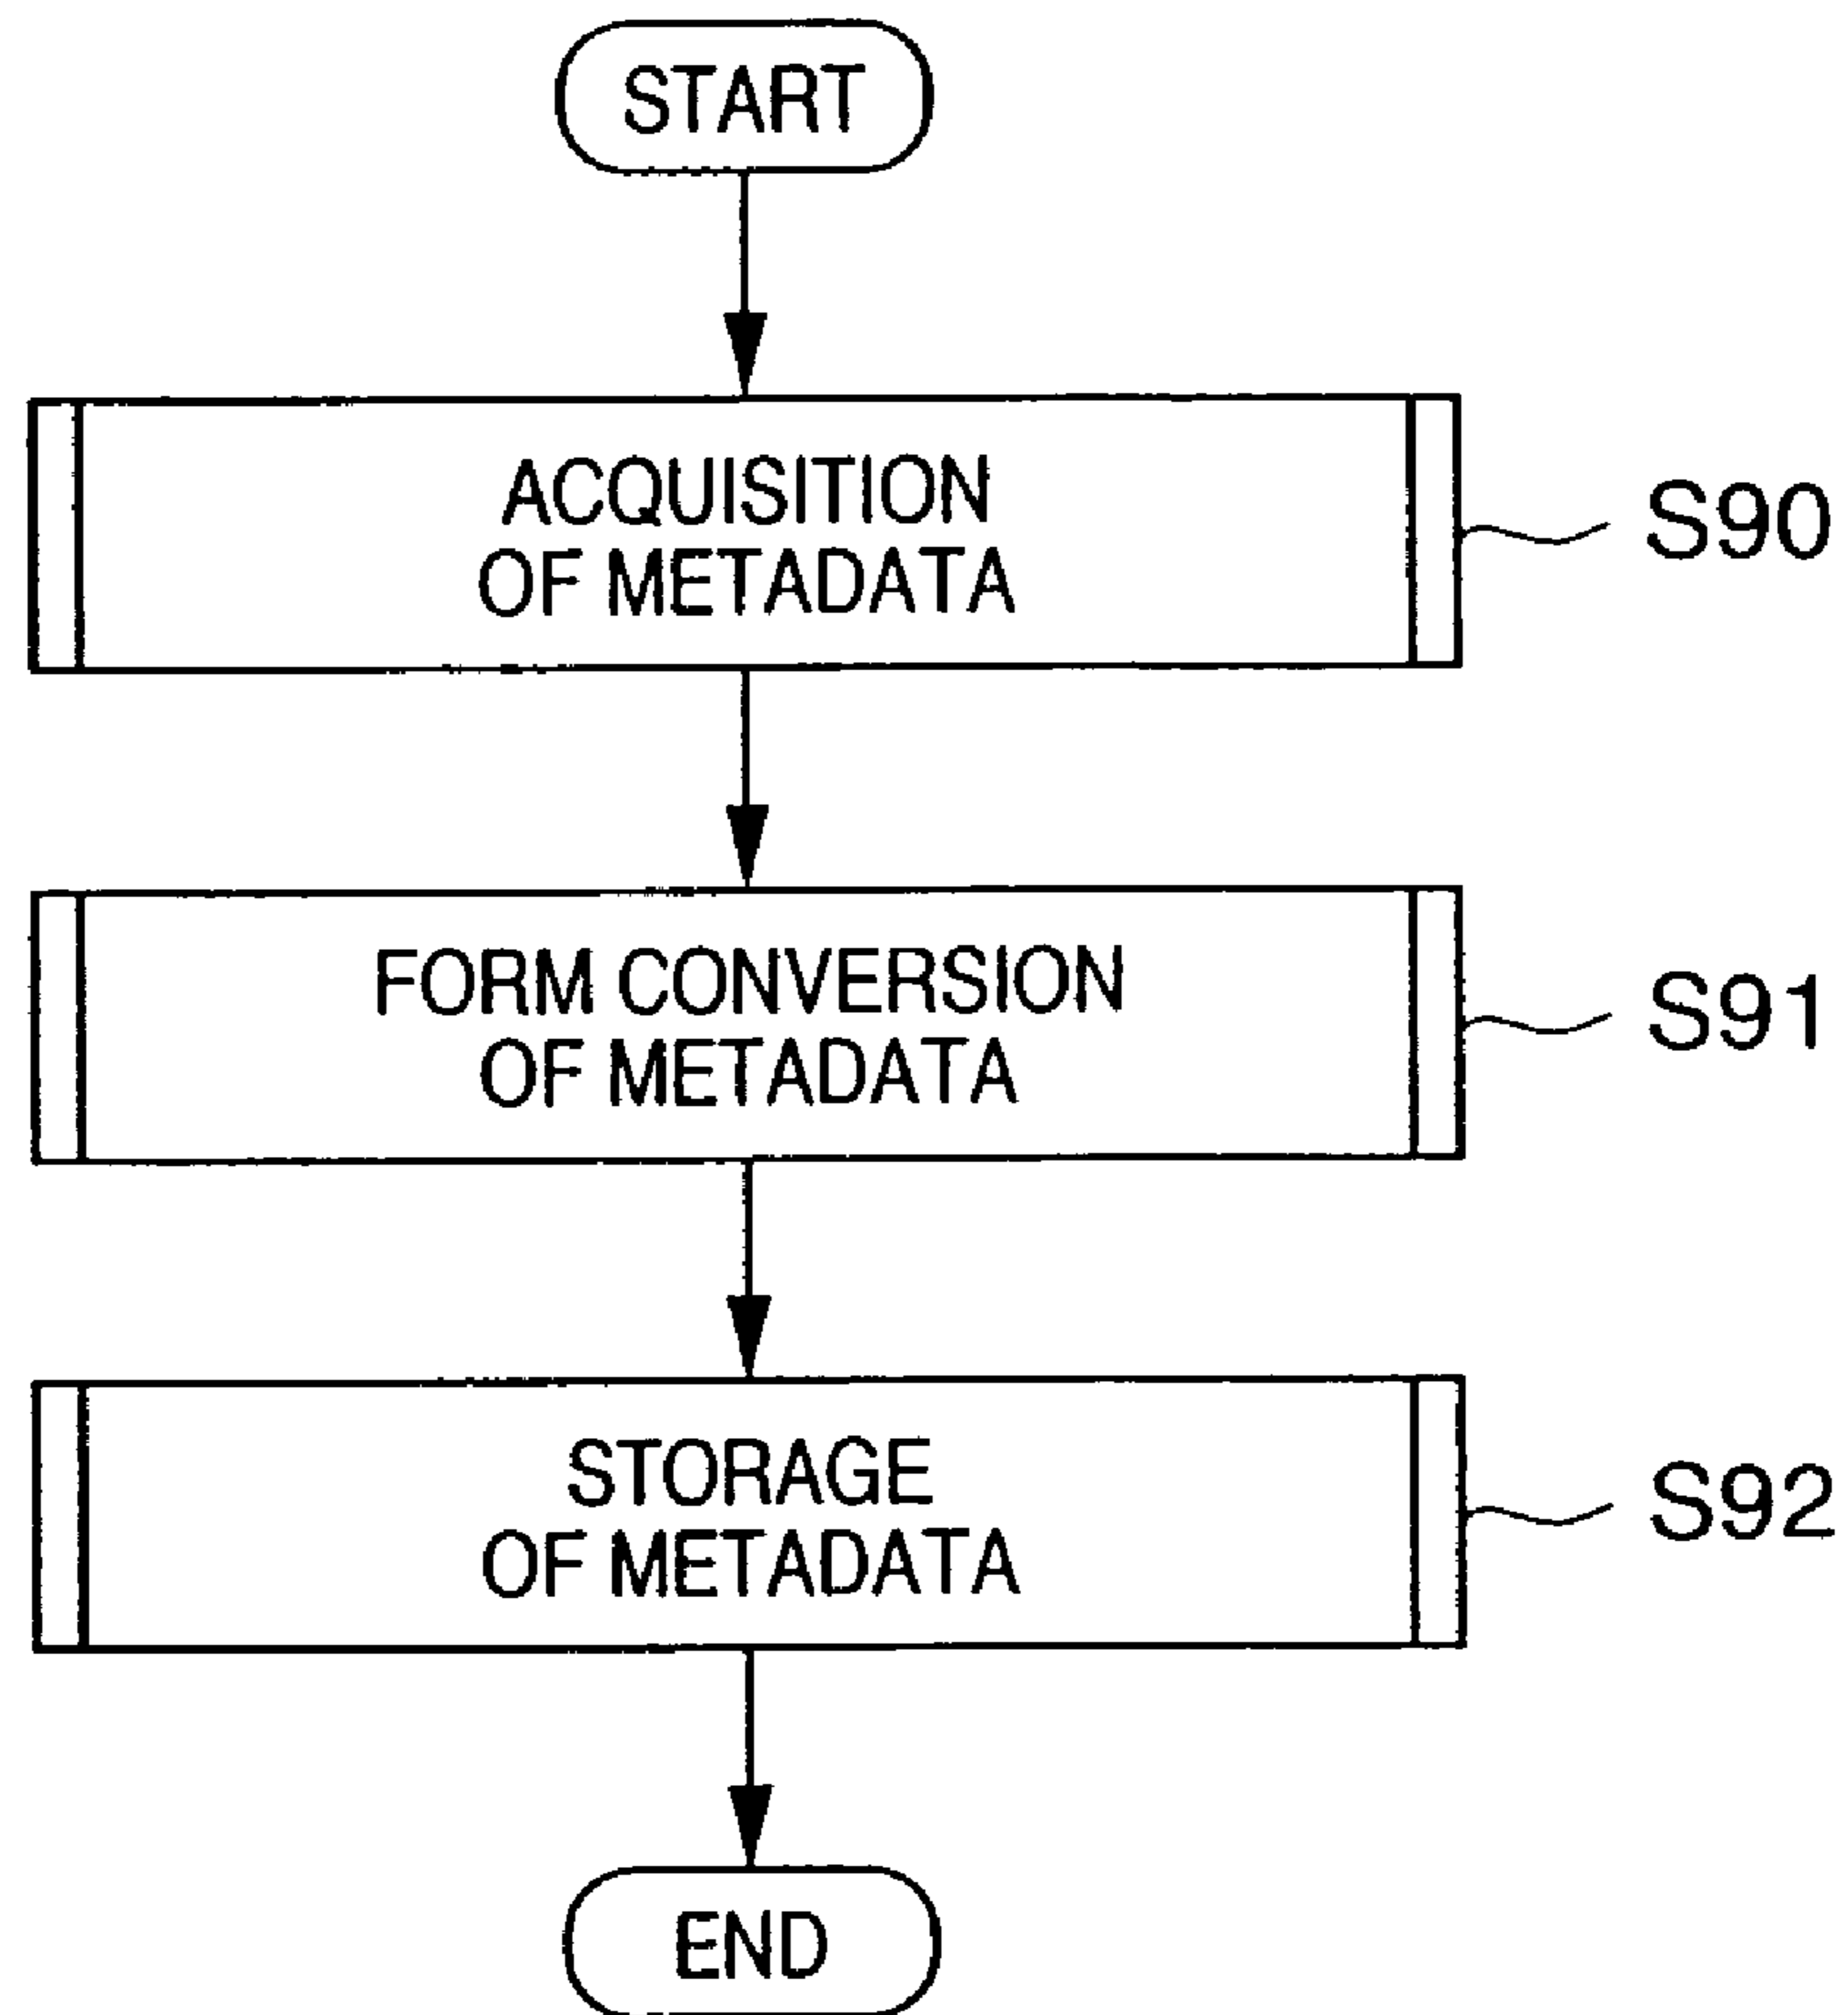 START
ACQUISITION
OF METADATA
S90
FORM CONVERSION
OF METADATA
S91
STORAGE
OF METADATA
S92
END